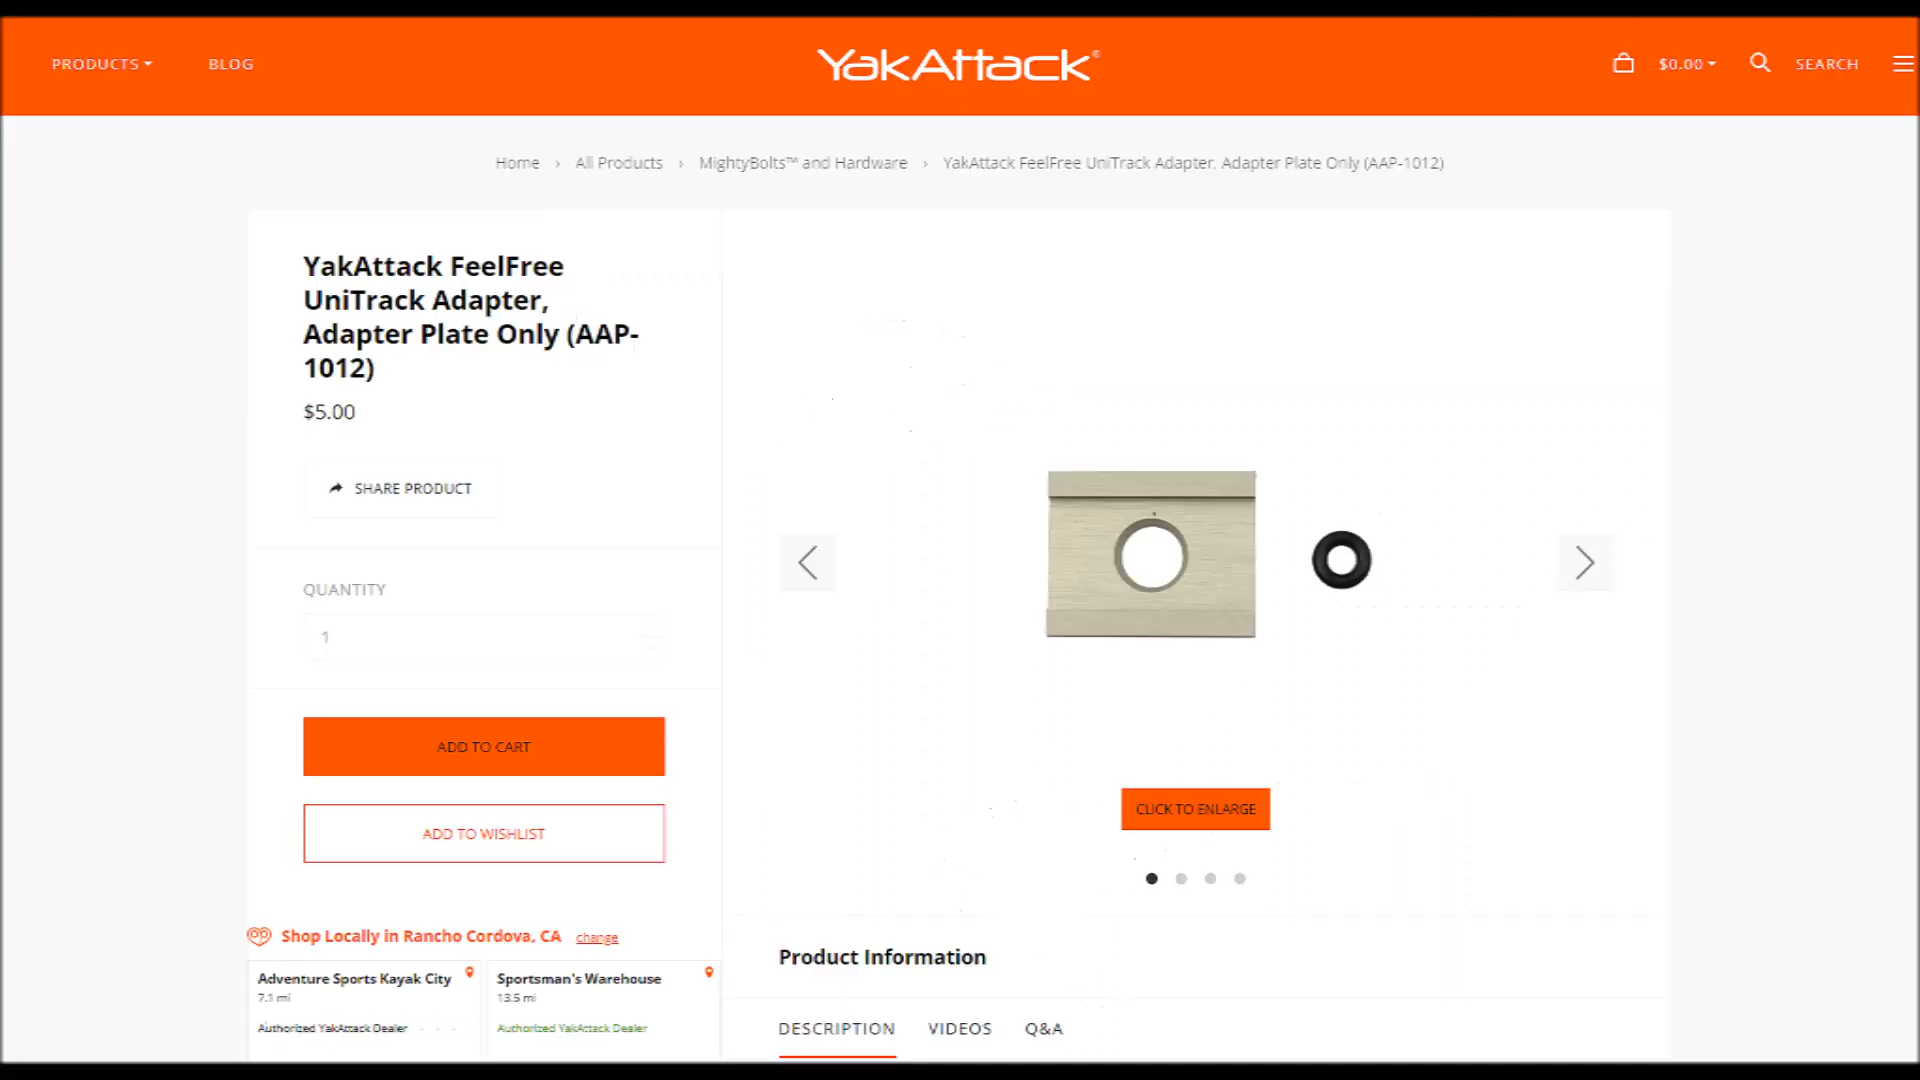 PRODUCTS
BLOG
YakAttack®
$0.00
SEARCH
Home › All Products › MightyBolts™ and Hardware › YakAttack FeelFree UniTrack Adapter, Adapter Plate Only (AAP-1012)
YakAttack FeelFree
UniTrack Adapter,
Adapter Plate Only (AAP-
1012)
$5.00
SHARE PRODUCT
QUANTITY
1
ADD TO CART
ADD TO WISHLIST
CLICK TO ENLARGE
Shop Locally in Rancho Cordova, CA change
Adventure Sports Kayak City
7.1 mi
Authorized YakAttack Dealer
Sportsman's Warehouse
13.5 mi
Authorized YakAttack Dealer
Product Information
DESCRIPTION
VIDEOS
Q&A